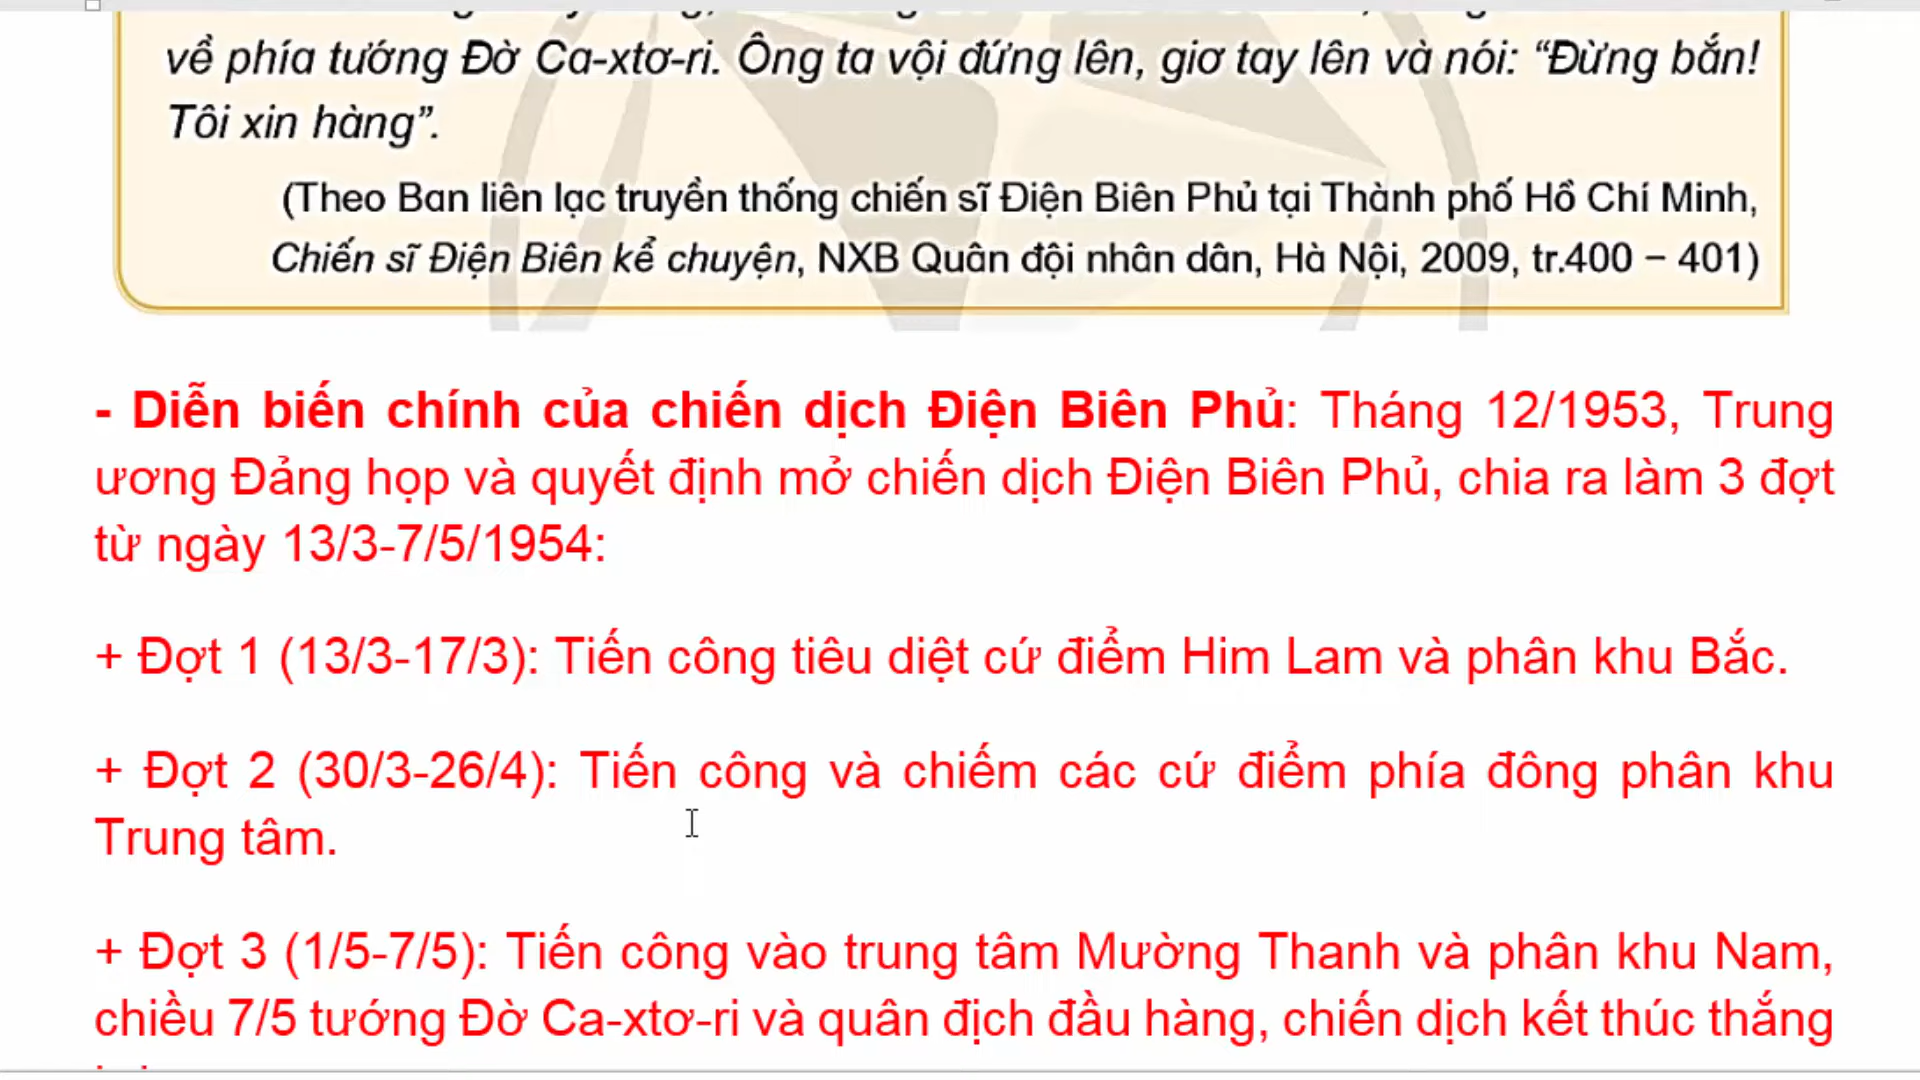 về phía tướng Đờ Ca-xtơ-ri. Ông ta vội đứng lên, giơ tay lên và nói: “Đừng bắn!
Tôi xin hàng”.
(Theo Ban liên lạc truyền thống chiến sĩ Điện Biên Phủ tại Thành phố Hồ Chí Minh,
Chiến sĩ Điện Biên kể chuyện, NXB Quân đội nhân dân, Hà Nội, 2009, tr.400 – 401)
- Diễn biến chính của chiến dịch Điện Biên Phủ: Tháng 12/1953, Trung
ương Đảng họp và quyết định mở chiến dịch Điện Biên Phủ, chia ra làm 3 đợt
từ ngày 13/3-7/5/1954:
+ Đợt 1 (13/3-17/3): Tiến công tiêu diệt cứ điểm Him Lam và phân khu Bắc.
+ Đợt 2 (30/3-26/4): Tiến công và chiếm các cứ điểm phía đông phân khu
Trung tâm.
+ Đợt 3 (1/5-7/5): Tiến công vào trung tâm Mường Thanh và phân khu Nam,
chiều 7/5 tướng Đờ Ca-xtơ-ri và quân địch đầu hàng, chiến dịch kết thúc thắng